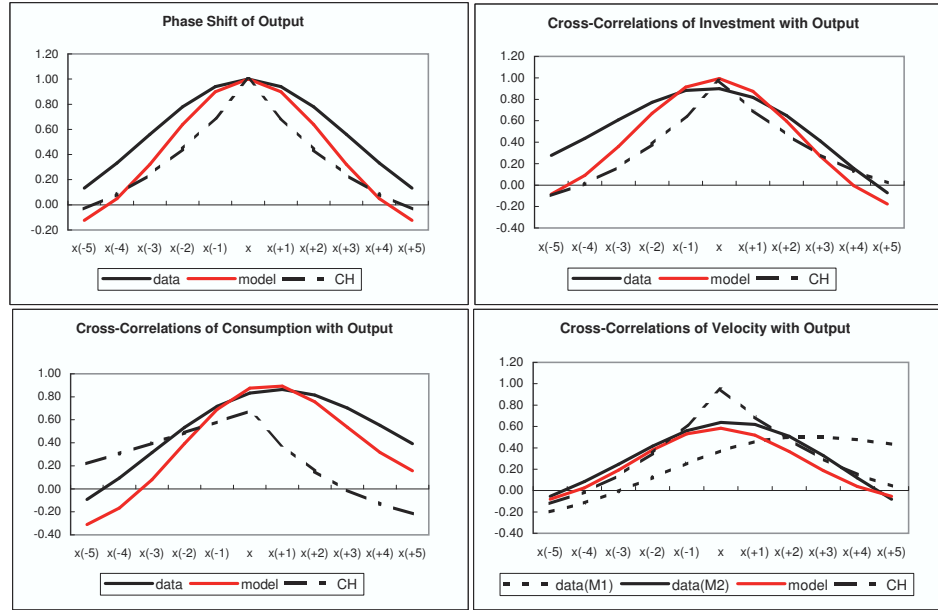 Phase Shift of Output
1.20
1.00
0.80
0.60
0.40
0.20
0.00
-0.20
x(-5) x(-4) x(-3) x(-2) x(-1) x x(+1) x(+2) x(+3) x(+4) x(+5)
data model CH
Cross-Correlations of Investment with Output
1.20
1.00
0.80
0.60
0.40
0.20
0.00
-0.20
-0.40
x(-5) x(-4) x(-3) x(-2) x(-1) x x(+1) x(+2) x(+3) x(+4) x(+5)
data model CH
Cross-Correlations of Consumption with Output
1.00
0.80
0.60
0.40
0.20
0.00
-0.20
-0.40
x(-5) x(-4) x(-3) x(-2) x(-1) x x(+1) x(+2) x(+3) x(+4) x(+5)
data model CH
Cross-Correlations of Velocity with Output
1.20
1.00
0.80
0.60
0.40
0.20
0.00
-0.20
-0.40
x(-5) x(-4) x(-3) x(-2) x(-1) x x(+1) x(+2) x(+3) x(+4) x(+5)
data(M1) data(M2) model CH